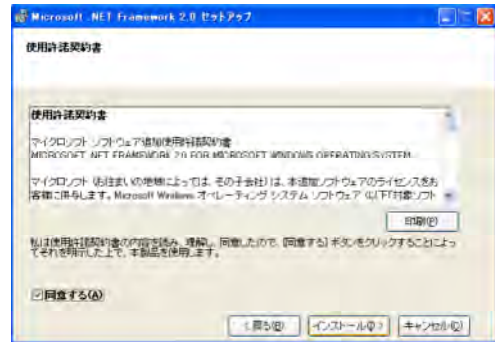 Microsoft .NET Framework 2.0 セットアップ
使用許諾契約書
使用許諾契約書
マイクロソフト ソフトウェア追加使用許諾契約書
MICROSOFT .NET FRAMEWORK 2.0 FOR MICROSOFT WINDOWS OPERATING SYSTEM
マイクロソフト (お住まいの地域によっては、その子会社) は、本追加ソフトウェアのライセンスをお
客様に供与します。Microsoft Windows オペレーティング システム ソフトウェア (以下「対象ソフト
印刷(P)
私は使用許諾契約書の内容を読み、理解し、同意したので、[同意する] ボタンをクリックすることによっ
てそれを明示した上で、本製品を使用します。
同意する(A)
< 戻る(B)
インストール(I) >
キャンセル(C)